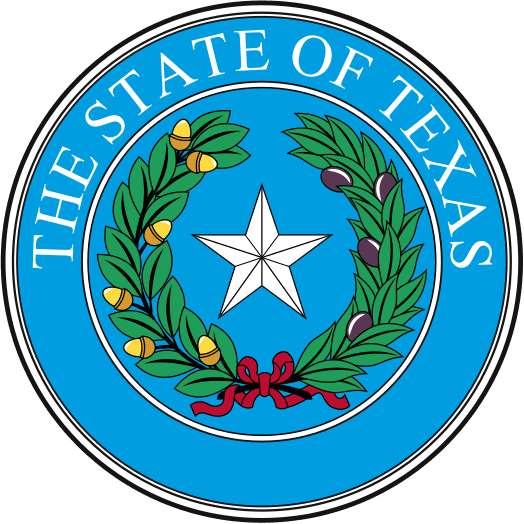 THE STATE OF TEXAS